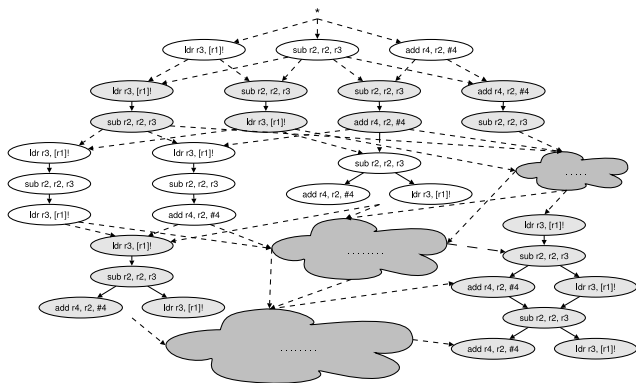 *
ldr r3, [r1]! sub r2, r2, r3 add r4, r2, #4
ldr r3, [r1]! sub r2, r2, r3 sub r2, r2, r3 add r4, r2, #4
sub r2, r2, r3 ldr r3, [r1]! add r4, r2, #4 sub r2, r2, r3
ldr r3, [r1]! ldr r3, [r1]! sub r2, r2, r3
. . . . .
sub r2, r2, r3 sub r2, r2, r3
add r4, r2, #4 ldr r3, [r1]!
ldr r3, [r1]! add r4, r2, #4
ldr r3, [r1]!
ldr r3, [r1]!
. . . . . . . .
sub r2, r2, r3
sub r2, r2, r3
add r4, r2, #4 ldr r3, [r1]!
add r4, r2, #4 ldr r3, [r1]!
sub r2, r2, r3
. . . . . . . .
add r4, r2, #4 ldr r3, [r1]!